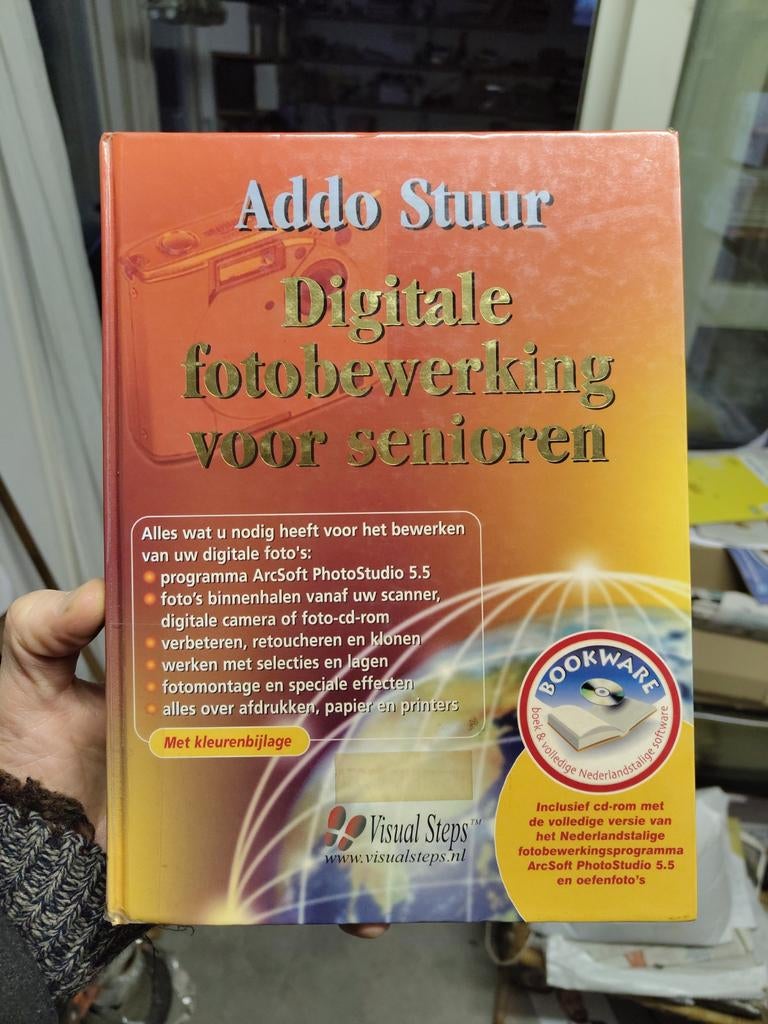 Addo Stuur
Digitale
fotobewerking
voor senioren
Alles wat u nodig heeft voor het bewerken
van uw digitale foto's:
programma ArcSoft PhotoStudio 5.5
foto's binnenhalen vanaf uw scanner,
digitale camera of foto-cd-rom
verbeteren, retoucheren en klonen
werken met selecties en lagen
fotomontage en speciale effecten
alles over afdrukken, papier en printers
Met kleurenbijlage
BOOKWARE
boek & volledige Nederlandstalige software
Visual Steps™
www.visualsteps.nl
Inclusief cd-rom met
de volledige versie van
het Nederlandstalige
fotobewerkingsprogramma
ArcSoft PhotoStudio 5.5
en oefenfoto's